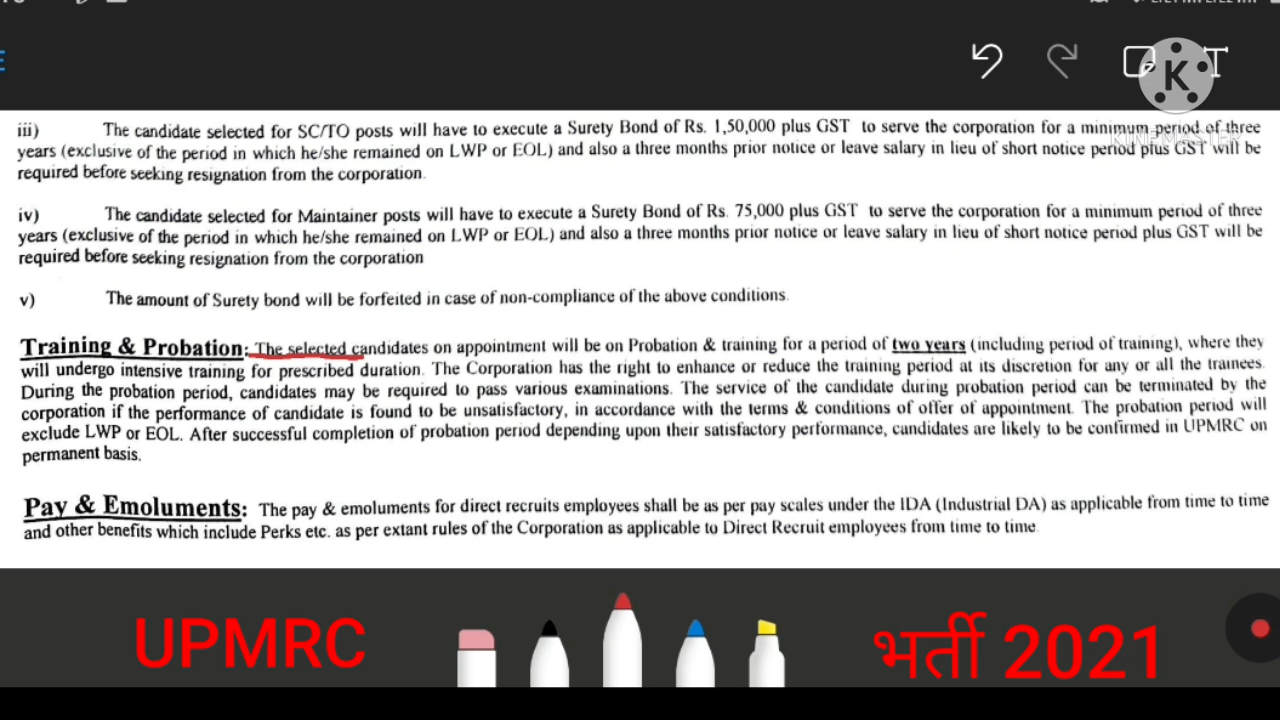 K
KINEMASTER
iii) The candidate selected for SC/TO posts will have to execute a Surety Bond of Rs. 1,50,000 plus GST to serve the corporation for a minimum period of three
years (exclusive of the period in which he/she remained on LWP or EOL) and also a three months prior notice or leave salary in lieu of short notice period plus GST will be
required before seeking resignation from the corporation.
iv) The candidate selected for Maintainer posts will have to execute a Surety Bond of Rs. 75,000 plus GST to serve the corporation for a minimum period of three
years (exclusive of the period in which he/she remained on LWP or EOL) and also a three months prior notice or leave salary in lieu of short notice period plus GST will be
required before seeking resignation from the corporation
v) The amount of Surety bond will be forfeited in case of non-compliance of the above conditions.
Training & Probation: The selected candidates on appointment will be on Probation & training for a period of two years (including period of training), where they
will undergo intensive training for prescribed duration. The Corporation has the right to enhance or reduce the training period at its discretion for any or all the trainees.
During the probation period, candidates may be required to pass various examinations. The service of the candidate during probation period can be terminated by the
corporation if the performance of candidate is found to be unsatisfactory, in accordance with the terms & conditions of offer of appointment. The probation period will
exclude LWP or EOL. After successful completion of probation period depending upon their satisfactory performance, candidates are likely to be confirmed in UPMRC on
permanent basis.
Pay & Emoluments: The pay & emoluments for direct recruits employees shall be as per pay scales under the IDA (Industrial DA) as applicable from time to time
and other benefits which include Perks etc. as per extant rules of the Corporation as applicable to Direct Recruit employees from time to time.
UPMRC
भर्ती 2021